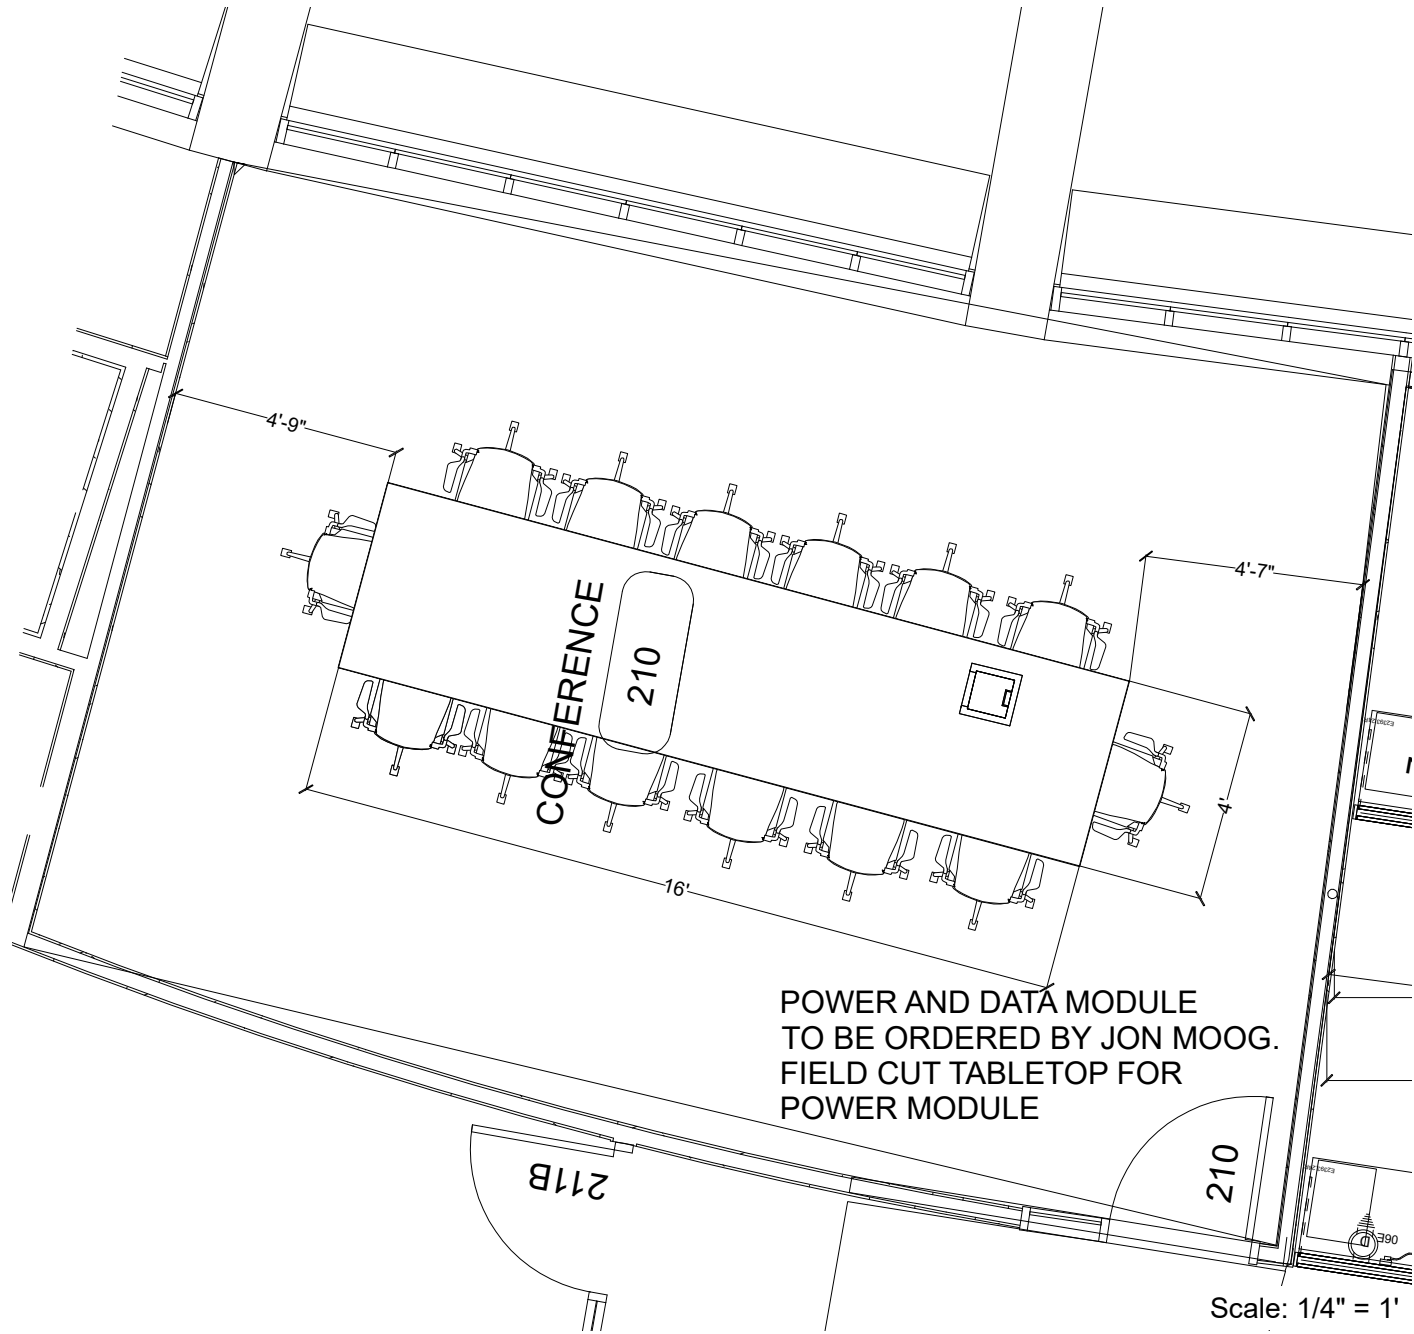 4'-9"
4'-7"
CONFERENCE
210
4'
16'
POWER AND DATA MODULE
TO BE ORDERED BY JON MOOG.
FIELD CUT TABLETOP FOR
POWER MODULE
211B
210
D
Scale: 1/4" = 1'